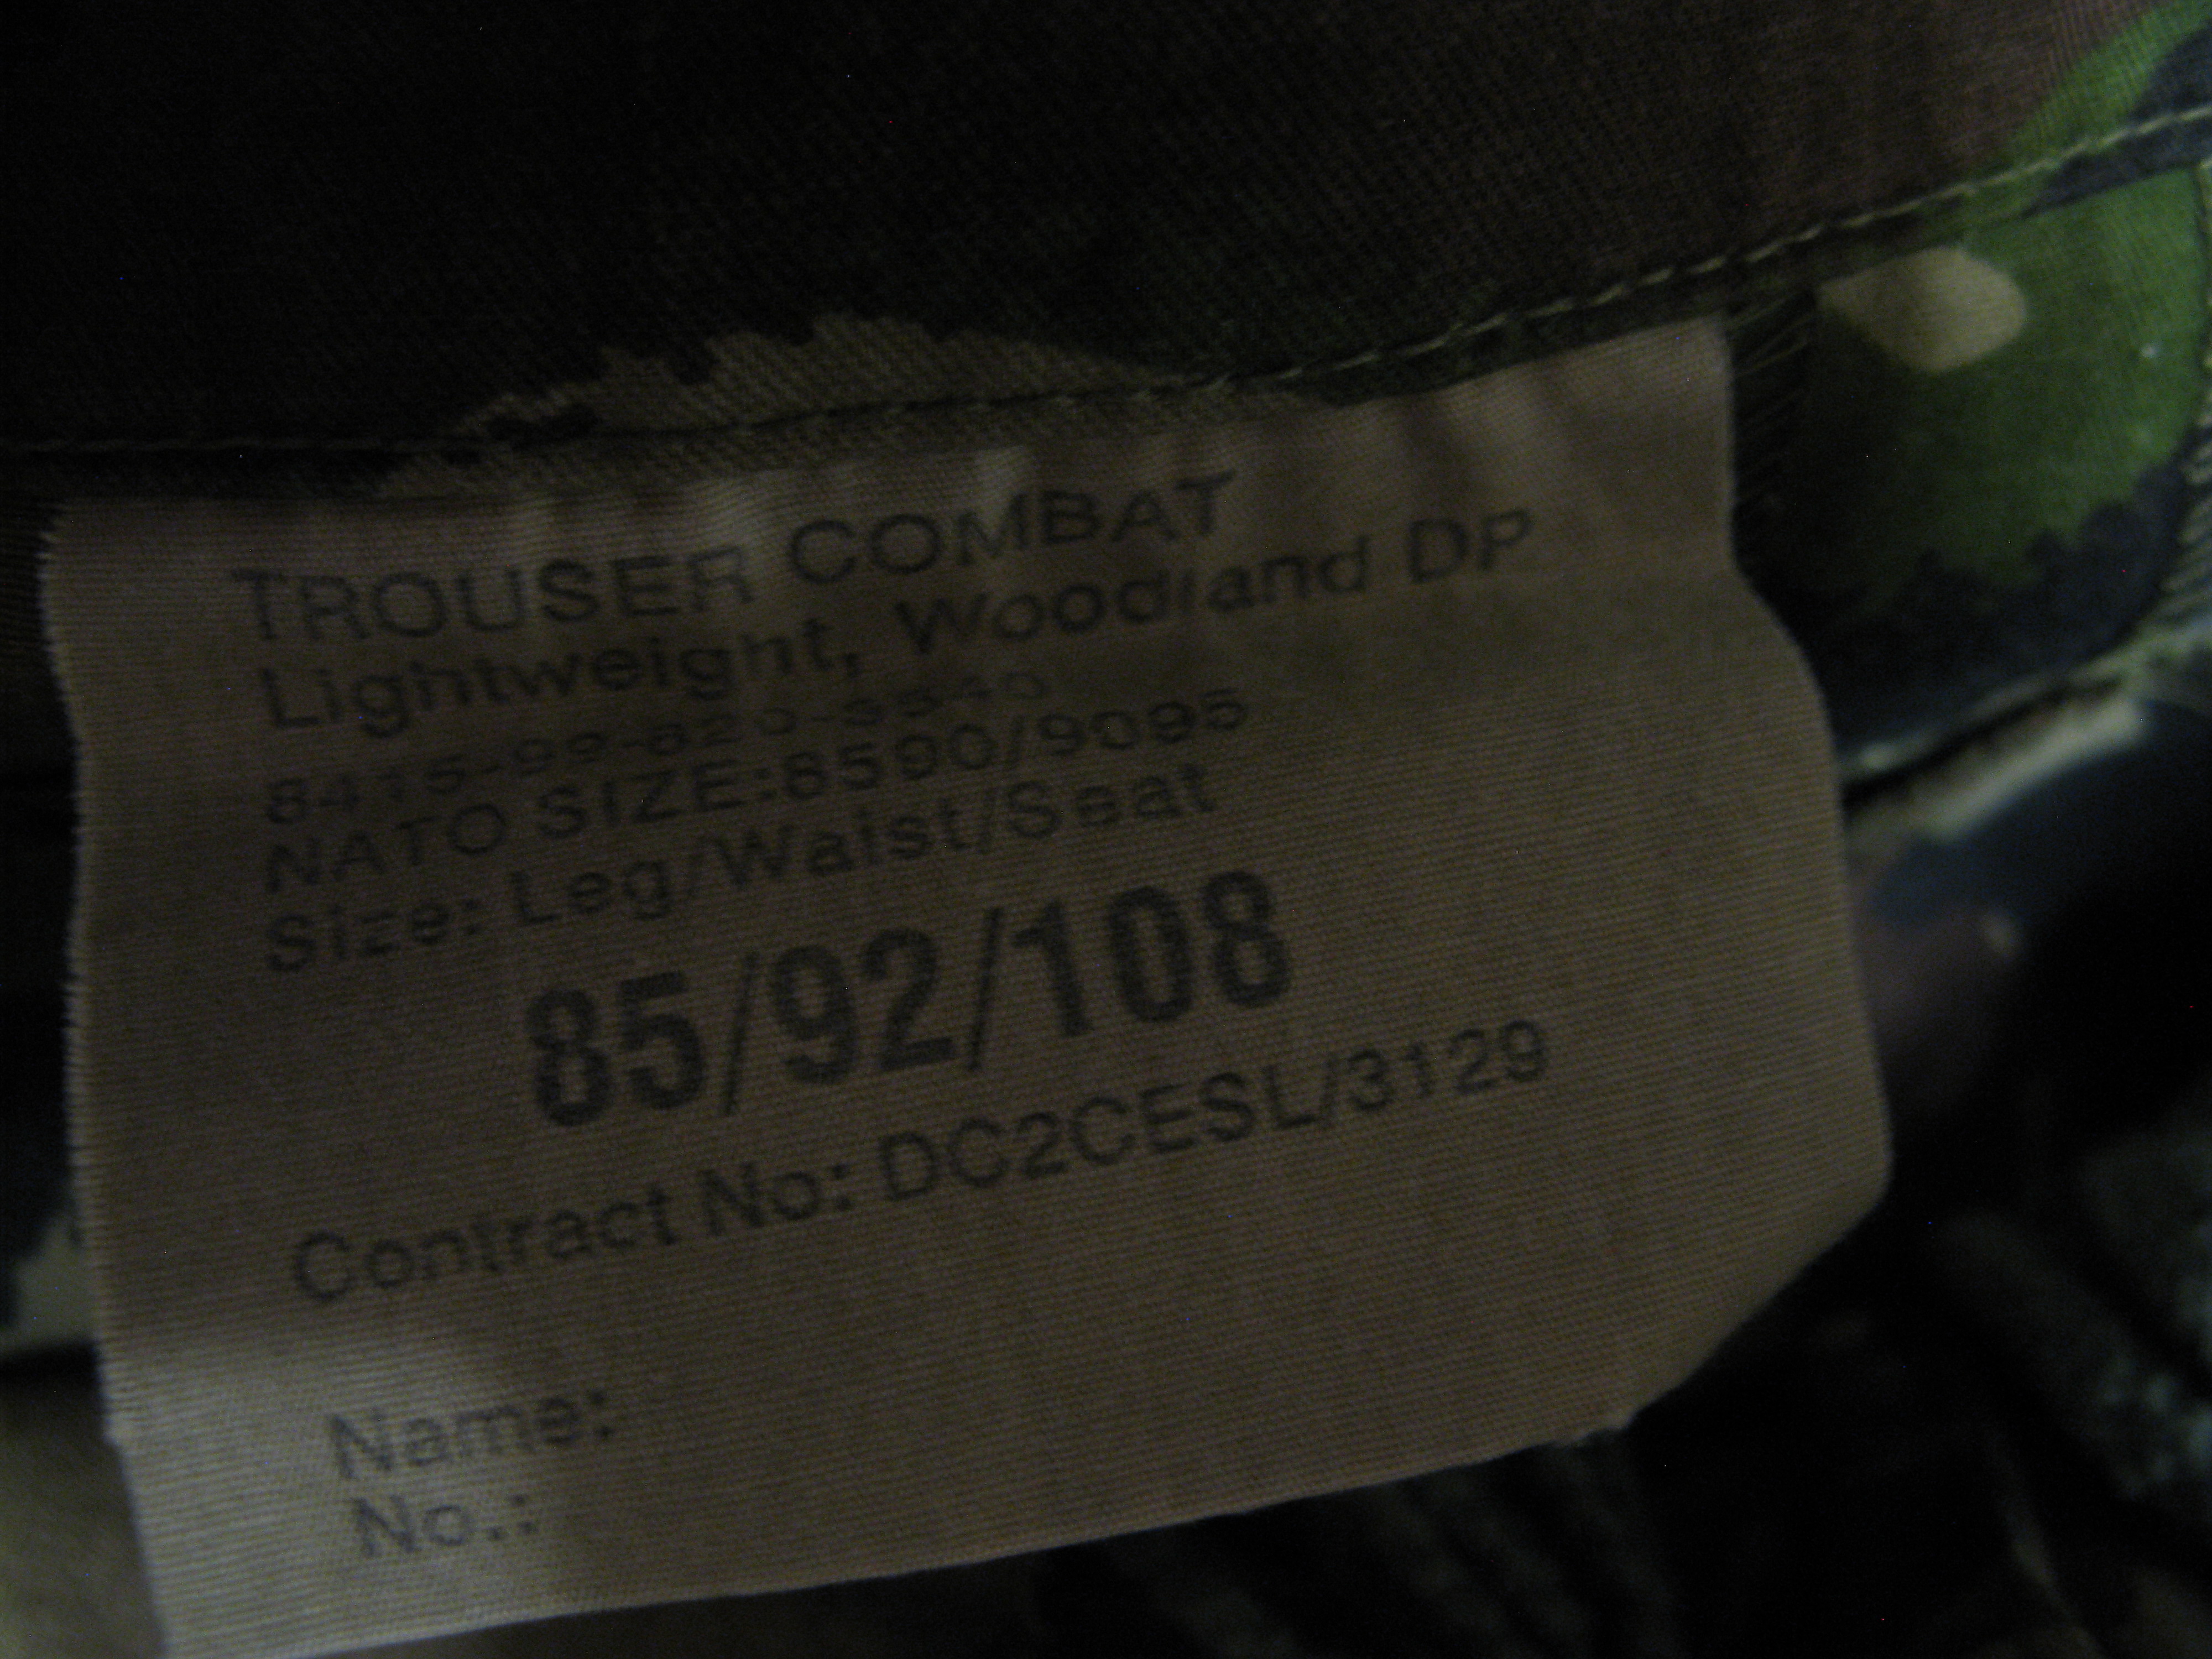 TROUSER COMBAT
Lightweight, Woodland DP
NATO SIZE:8590/9095
Size: Leg/Waist/Seat
85/92/108
Contract No: DC2CESL/3129
Name:
No.: